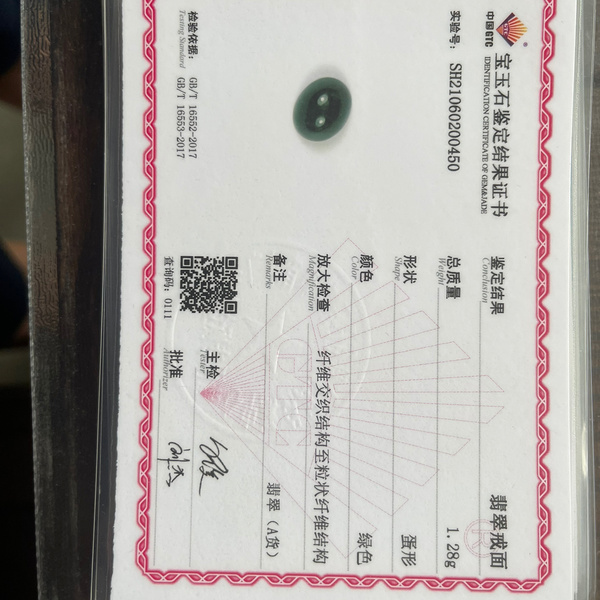 中国GTC
宝玉石鉴定结果证书
IDENTIFICATION CERTIFICATE OF GEM&JADE
实验号: SH21060200450
检验依据: GB/T 16552-2017
Testing Standard GB/T 16553-2017
鉴定结果 翡翠戒面
Conclusion
总质量 1.28g
Weight
形状 蛋形
Shape
颜色 绿色
Color
放大检查 纤维交织结构至粒状纤维结构
Magnification
备注 翡翠(A货)
Remarks
查询码: 0111
主检
Tester
批准
Authorizer